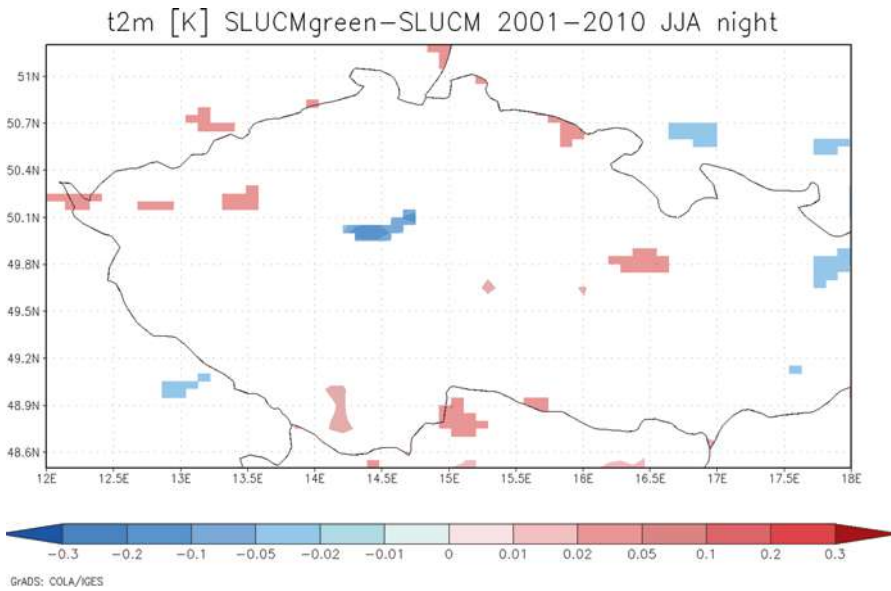 t2m [K] SLUCMgreen-SLUCM 2001-2010 JJA night
51N
50.7N
50.4N
50.1N
49.8N
49.5N
49.2N
48.9N
48.6N
12E 12.5E 13E 13.5E 14E 14.5E 15E 15.5E 16E 16.5E 17E 17.5E 18E
-0.3 -0.2 -0.1 -0.05 -0.02 -0.01 0 0.01 0.02 0.05 0.1 0.2 0.3
GrADS: COLA/IGES